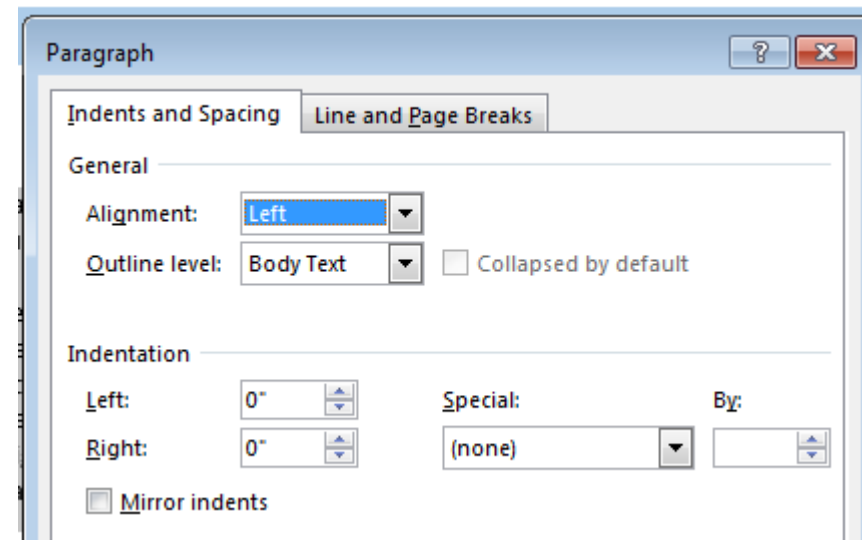 Paragraph
Indents and Spacing Line and Page Breaks
General
Alignment: Left
Outline level: Body Text Collapsed by default
Indentation
Left: 0" Special: By:
Right: 0" (none)
Mirror indents